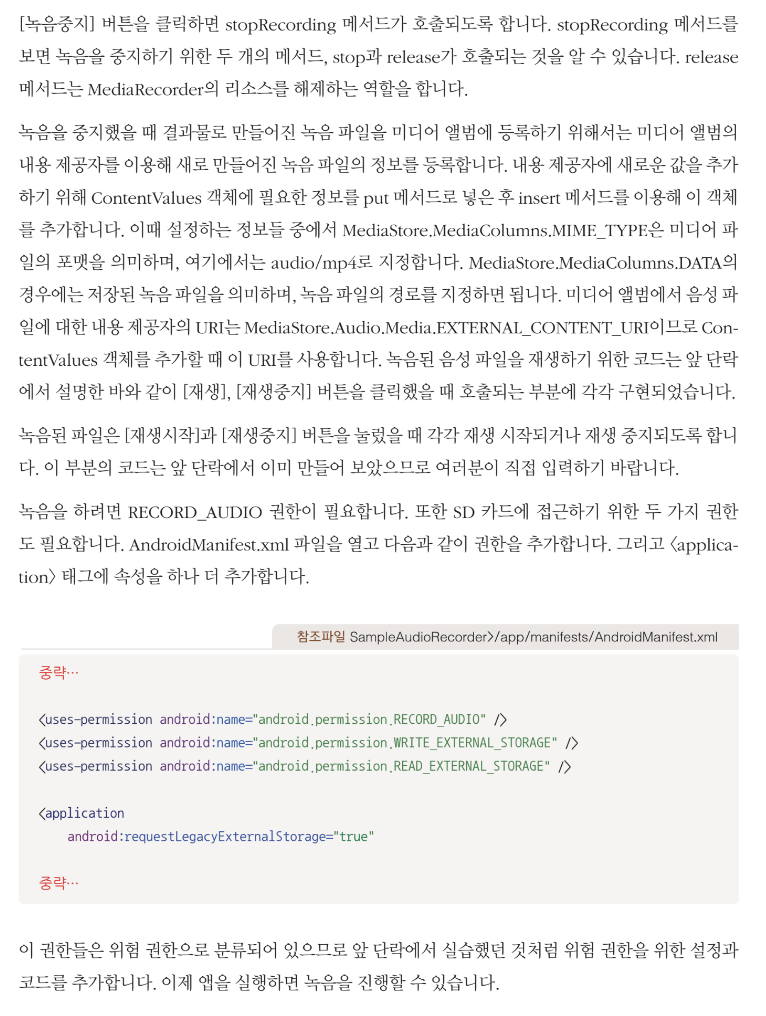 [녹음중지] 버튼을 클릭하면 stopRecording 메서드가 호출되도록 합니다. stopRecording 메서드를
보면 녹음을 중지하기 위한 두 개의 메서드, stop과 release가 호출되는 것을 알 수 있습니다. release
메서드는 MediaRecorder의 리소스를 해제하는 역할을 합니다.
녹음을 중지했을 때 결과물로 만들어진 녹음 파일을 미디어 앨범에 등록하기 위해서는 미디어 앨범의
내용 제공자를 이용해 새로 만들어진 녹음 파일의 정보를 등록합니다. 내용 제공자에 새로운 값을 추가
하기 위해 ContentValues 객체에 필요한 정보를 put 메서드로 넣은 후 insert 메서드를 이용해 이 객체
를 추가합니다. 이때 설정하는 정보들 중에서 MediaStore.MediaColumns.MIME_TYPE은 미디어 파
일의 포맷을 의미하며, 여기에서는 audio/mp4로 지정합니다. MediaStore.MediaColumns.DATA의
경우에는 저장된 녹음 파일을 의미하며, 녹음 파일의 경로를 지정하면 됩니다. 미디어 앨범에서 음성 파
일에 대한 내용 제공자의 URI는 MediaStore.Audio.Media.EXTERNAL_CONTENT_URI이므로 Con-
tentValues 객체를 추가할 때 이 URI를 사용합니다. 녹음된 음성 파일을 재생하기 위한 코드는 앞 단락
에서 설명한 바와 같이 [재생], [재생중지] 버튼을 클릭했을 때 호출되는 부분에 각각 구현되었습니다.
녹음된 파일은 [재생시작]과 [재생중지] 버튼을 눌렀을 때 각각 재생 시작되거나 재생 중지되도록 합니
다. 이 부분의 코드는 앞 단락에서 이미 만들어 보았으므로 여러분이 직접 입력하기 바랍니다.
녹음을 하려면 RECORD_AUDIO 권한이 필요합니다. 또한 SD 카드에 접근하기 위한 두 가지 권한
도 필요합니다. AndroidManifest.xml 파일을 열고 다음과 같이 권한을 추가합니다. 그리고 〈applica-
tion〉 태그에 속성을 하나 더 추가합니다.
참조파일 SampleAudioRecorder>/app/manifests/AndroidManifest.xml
중략…
<uses-permission android:name="android.permission.RECORD_AUDIO" />
<uses-permission android:name="android.permission.WRITE_EXTERNAL_STORAGE" />
<uses-permission android:name="android.permission.READ_EXTERNAL_STORAGE" />
<application
android:requestLegacyExternalStorage="true"
중략…
이 권한들은 위험 권한으로 분류되어 있으므로 앞 단락에서 실습했던 것처럼 위험 권한을 위한 설정과
코드를 추가합니다. 이제 앱을 실행하면 녹음을 진행할 수 있습니다.